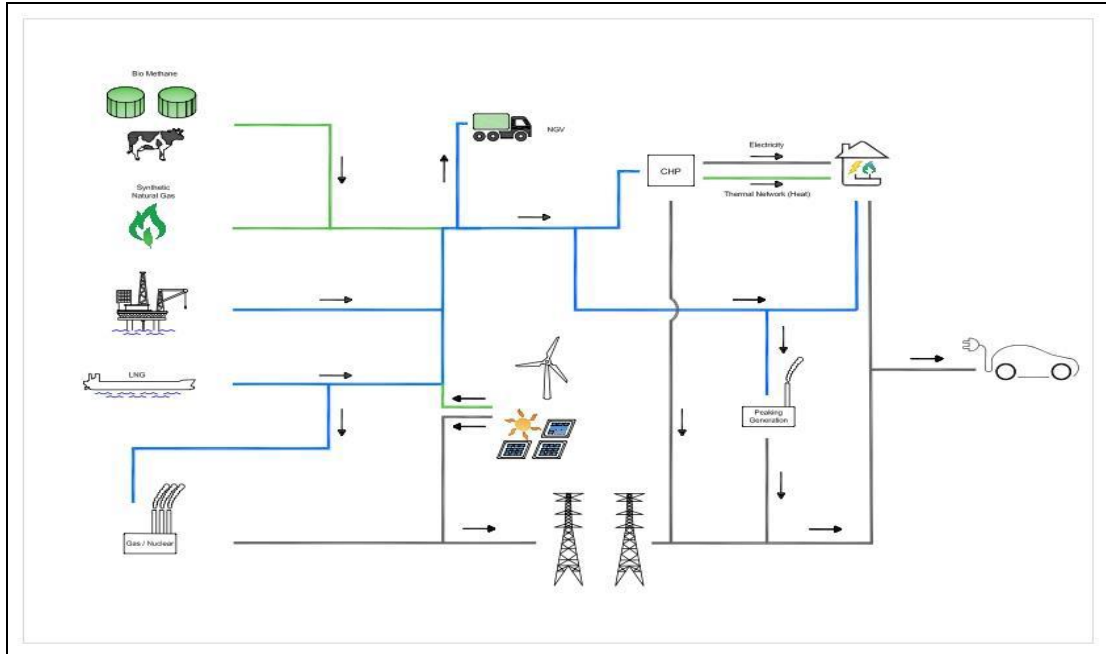 Bio Methane
NGV
Electricity
CHP
Synthetic
Natural Gas
Thermal Network (Heat)
LNG
Peaking
Generation
Gas / Nuclear